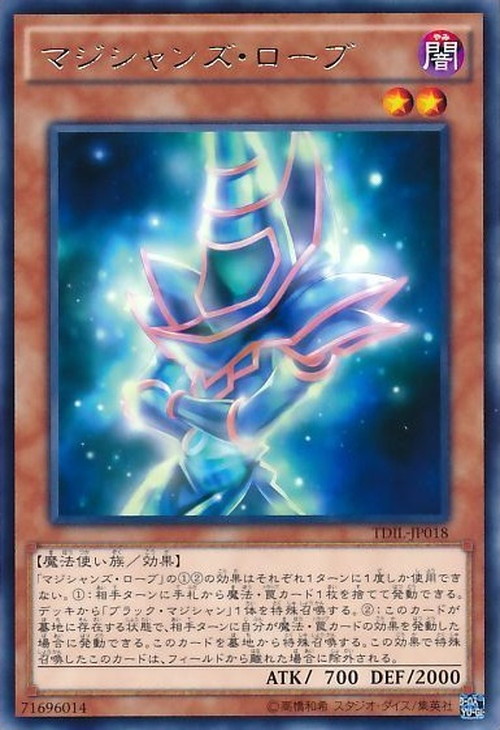 マジシャンズ・ローブ
闇
TDIL-JP018
【魔法使い族／効果】
「マジシャンズ・ローブ」の①②の効果はそれぞれ１ターンに１度しか使用でき
ない。①：相手ターンに手札から魔法・罠カード１枚を捨てて発動できる。
デッキから「ブラック・マジシャン」１体を特殊召喚する。②：このカードが
墓地に存在する状態で、相手ターンに自分が魔法・罠カードの効果を発動した
場合に発動できる。このカードを墓地から特殊召喚する。この効果で特殊
召喚したこのカードは、フィールドから離れた場合に除外される。
ATK/ 700 DEF/2000
71696014 ©高橋和希 スタジオ・ダイス/集英社